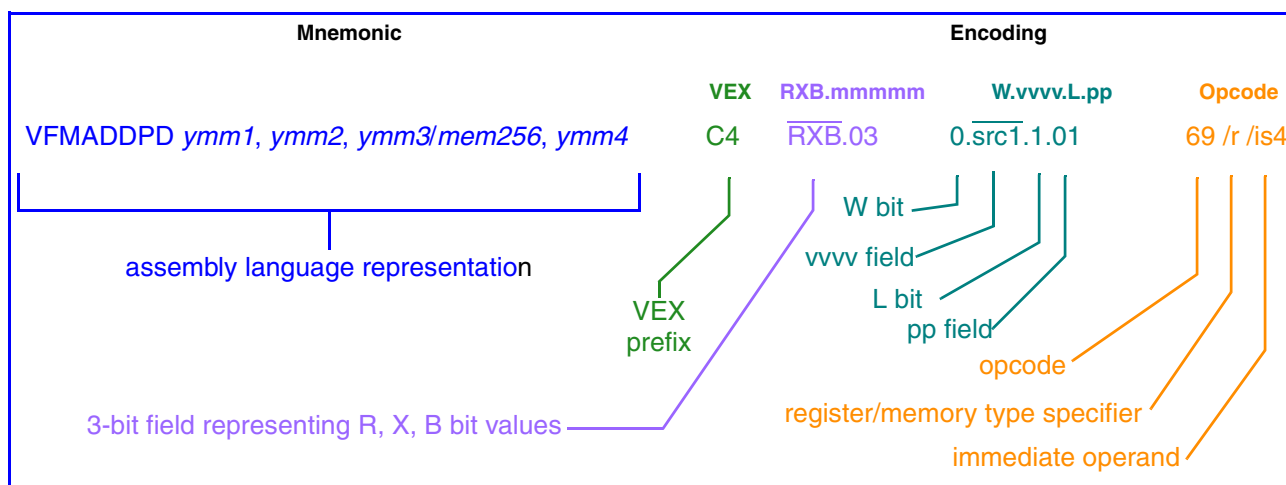 Mnemonic Encoding
VEX RXB.mmmmm W.vvvv.L.pp Opcode
VFMADDPD ymm1, ymm2, ymm3/mem256, ymm4 C4 RXB.03 0.src1.1.01 69 /r /is4
W bit
vvvv field
assembly language representation
L bit
VEX
pp field
prefix
opcode
register/memory type specifier
3-bit field representing R, X, B bit values
immediate operand